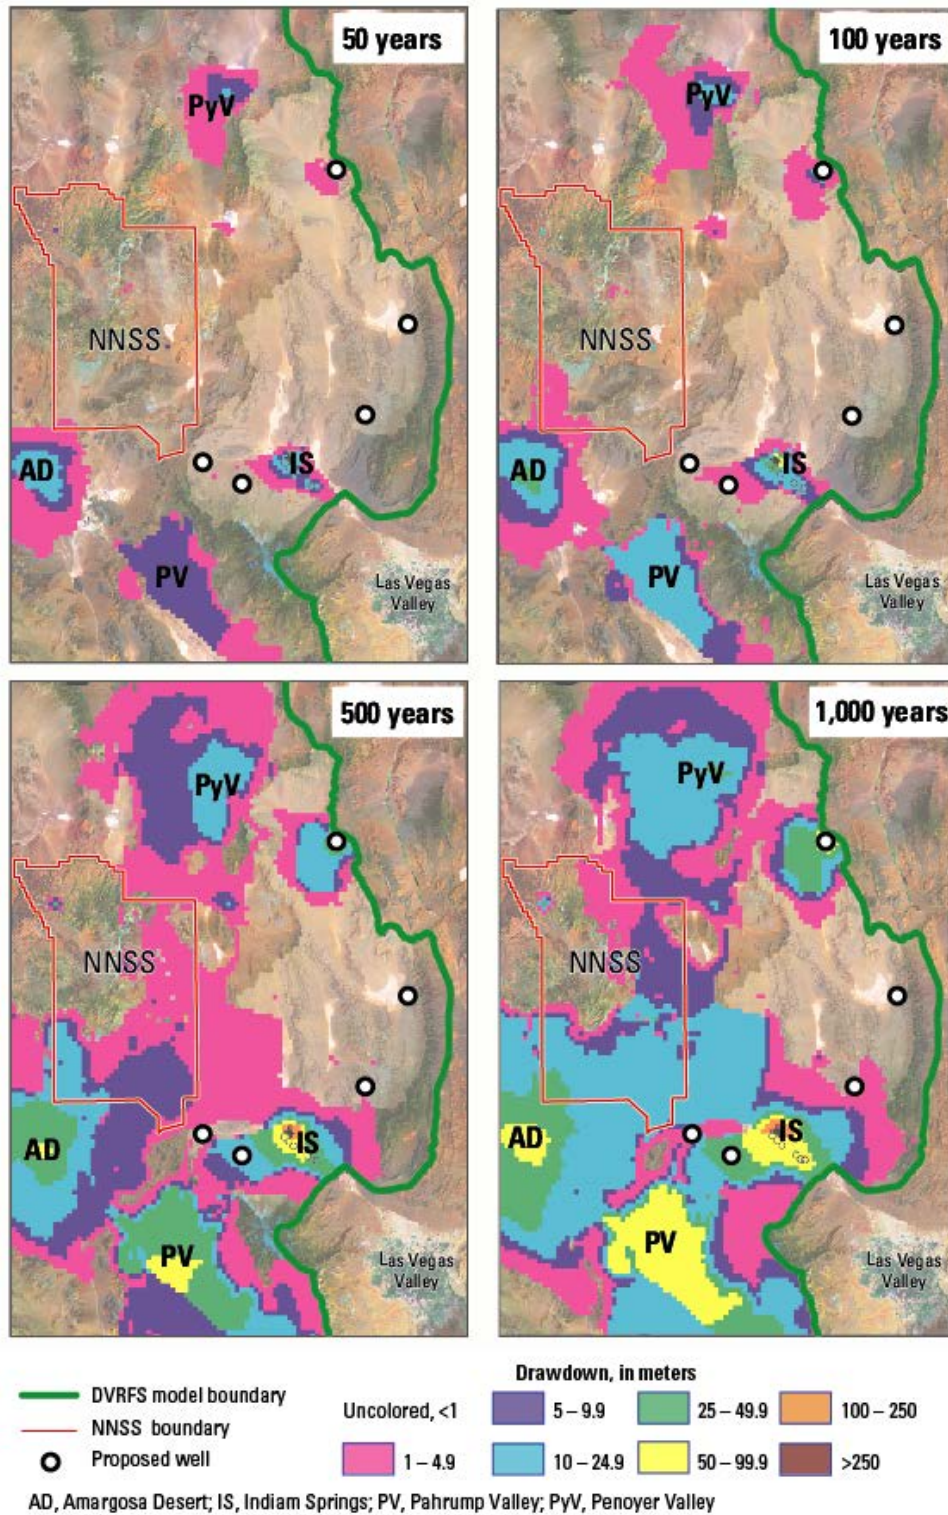 50 years
PyV
NNSS
AD
IS
PV
Las Vegas
Valley
100 years
PyV
NNSS
AD
IS
PV
Las Vegas
Valley
500 years
PyV
NNSS
AD
IS
PV
Las Vegas
Valley
1,000 years
PyV
NNSS
AD
IS
PV
Las Vegas
Valley
DVRFS model boundary
NNSS boundary
Proposed well
Drawdown, in meters
Uncolored, <1
5 – 9.9
25 – 49.9
100 – 250
1 – 4.9
10 – 24.9
50 – 99.9
>250
AD, Amargosa Desert; IS, Indiam Springs; PV, Pahrump Valley; PyV, Penoyer Valley